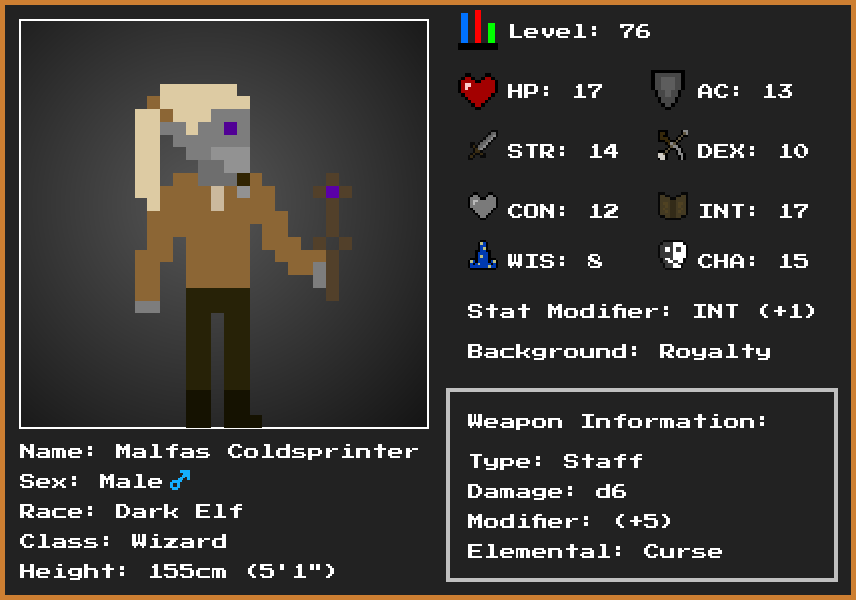 Level: 76
HP: 17
AC: 13
STR: 14
DEX: 10
CON: 12
INT: 17
WIS: 8
CHA: 15
Stat Modifier: INT (+1)
Background: Royalty
Weapon Information:
Type: Staff
Damage: d6
Modifier: (+5)
Elemental: Curse
Name: Malfas Coldsprinter
Sex: Male ♂
Race: Dark Elf
Class: Wizard
Height: 155cm (5'1")